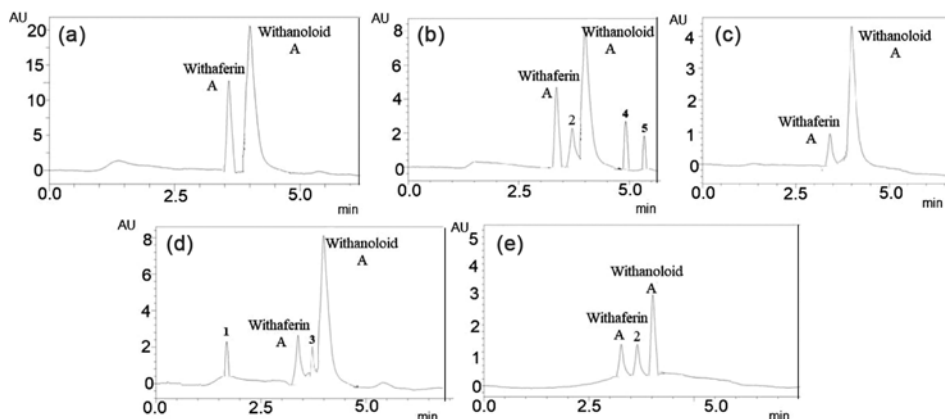 AU
(a)
Withanoloid
A
Withaferin
A
20
15
10
5
0
0.0
2.5
5.0
min
AU
(b)
Withanoloid
A
Withaferin
A
2
4
5
8
6
4
2
0
0.0
2.5
5.0
min
AU
(c)
Withanoloid
A
Withaferin
A
4
3
2
1
0
0.0
2.5
5.0
min
AU
(d)
Withanoloid
A
Withaferin
A
1
3
8
6
4
2
0
0.0
2.5
5.0
min
AU
(e)
Withanoloid
A
Withaferin
A
2
5
4
3
2
1
0
0.0
2.5
5.0
min